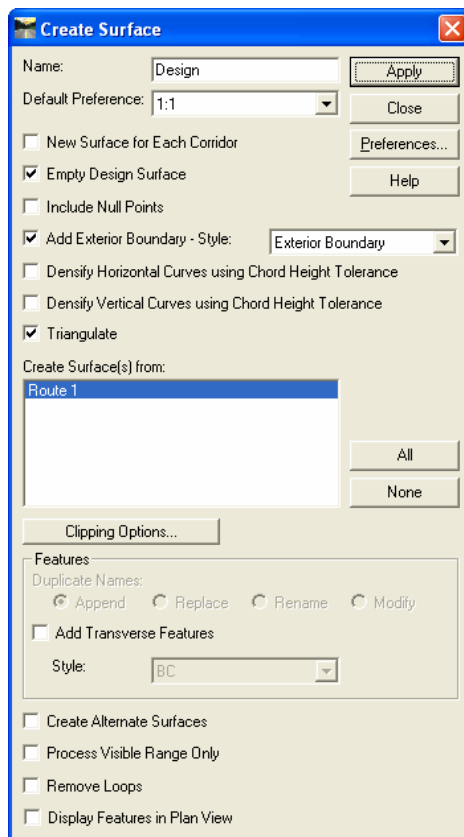 Create Surface
Name: Design Apply
Default Preference: 1:1 Close
New Surface for Each Corridor Preferences...
Empty Design Surface Help
Include Null Points
Add Exterior Boundary - Style: Exterior Boundary
Densify Horizontal Curves using Chord Height Tolerance
Densify Vertical Curves using Chord Height Tolerance
Triangulate
Create Surface(s) from:
Route 1
All
None
Clipping Options...
Features
Duplicate Names:
Append Replace Rename Modify
Add Transverse Features
Style: BC
Create Alternate Surfaces
Process Visible Range Only
Remove Loops
Display Features in Plan View